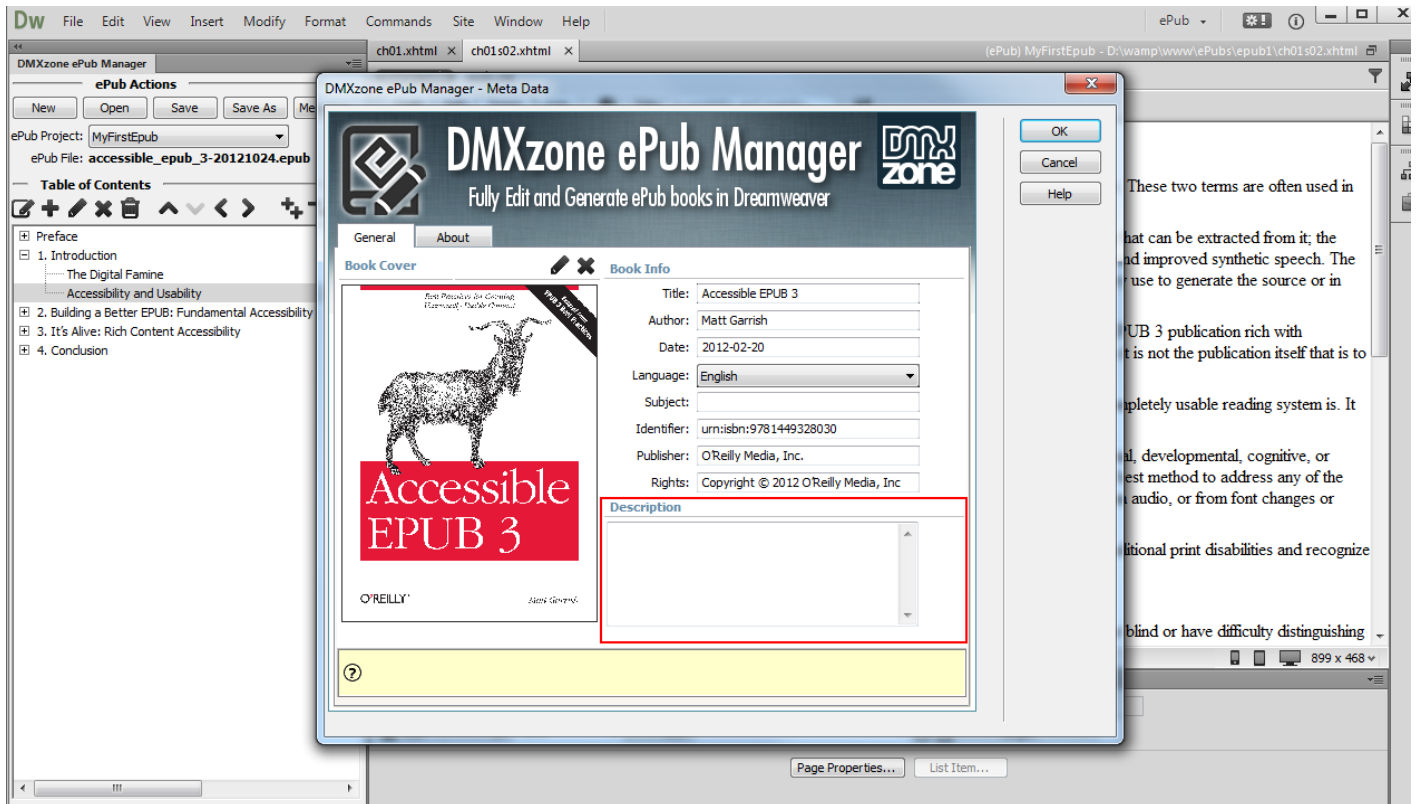 Dw File Edit View Insert Modify Format Commands Site Window Help ePub
DMXzone ePub Manager
ePub Actions
New Open Save Save As Me
ePub Project: MyFirstEpub
ePub File: accessible_epub_3-20121024.epub
Table of Contents
Preface
1. Introduction
The Digital Famine
Accessibility and Usability
2. Building a Better EPUB: Fundamental Accessibility
3. It's Alive: Rich Content Accessibility
4. Conclusion
ch01.xhtml × ch01s02.xhtml ×
(ePub) MyFirstEpub - D:\wamp\www\ePubs\epub1\ch01s02.xhtml
DMXzone ePub Manager - Meta Data
DMXzone ePub Manager
Fully Edit and Generate ePub books in Dreamweaver
DMX
zone
OK
Cancel
Help
General About
Book Cover
Accessible
EPUB 3
O'REILLY
Matt Garrish
Book Info
Title: Accessible EPUB 3
Author: Matt Garrish
Date: 2012-02-20
Language: English
Subject:
Identifier: urn:isbn:9781449328030
Publisher: O'Reilly Media, Inc.
Rights: Copyright © 2012 O'Reilly Media, Inc
Description
These two terms are often used in
hat can be extracted from it; the
nd improved synthetic speech. The
use to generate the source or in
UB 3 publication rich with
t is not the publication itself that is to
mpletely usable reading system is. It
al, developmental, cognitive, or
est method to address any of the
audio, or from font changes or
ditional print disabilities and recognize
blind or have difficulty distinguishing
899 x 468
Page Properties... List Item...